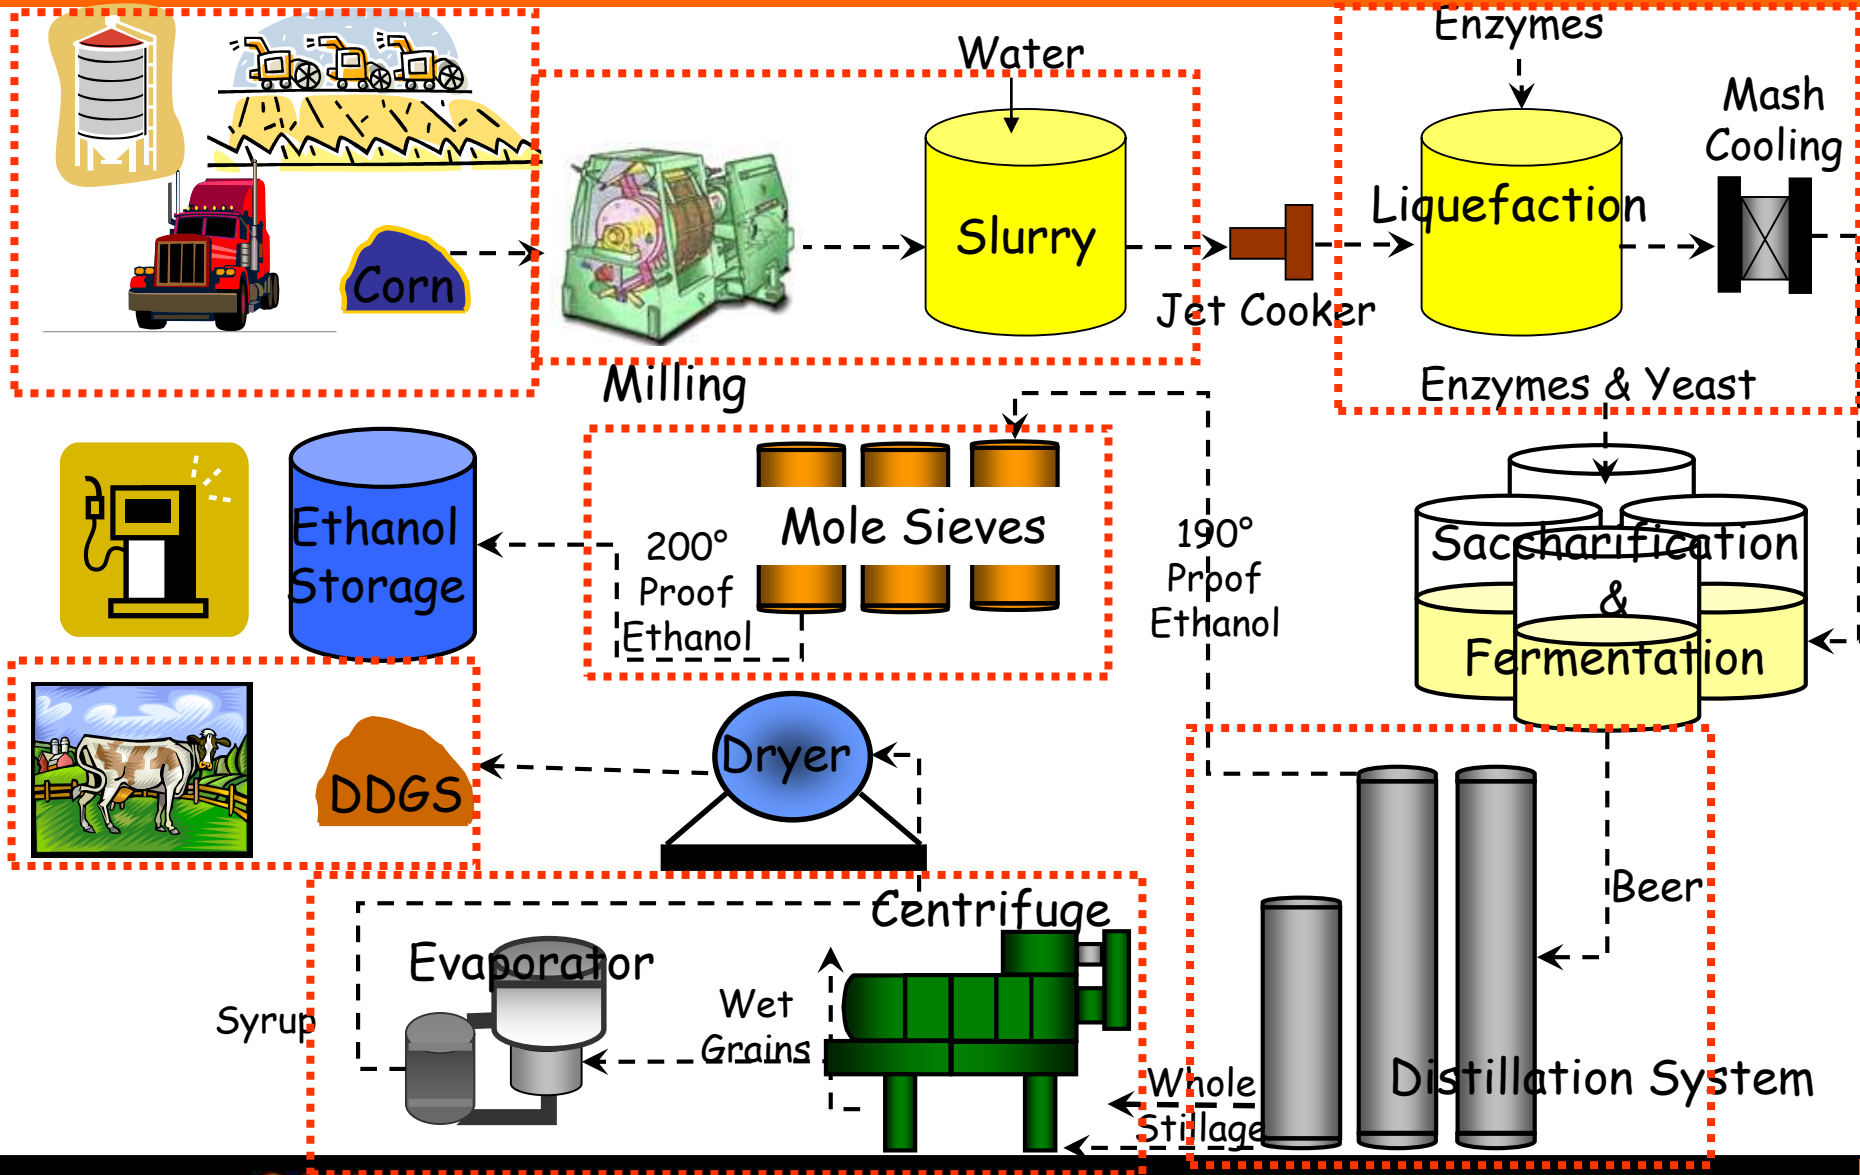 Enzymes
Water
Mash
Cooling
Liquefaction
Slurry
Corn
Jet Cooker
Milling
Enzymes & Yeast
Ethanol
Storage
200°
Proof
Ethanol
Mole Sieves
190°
Proof
Ethanol
Saccharification
&
Fermentation
Dryer
DDGS
Beer
Centrifuge
Evaporator
Syrup
Wet
Grains
Whole
Stillage
Distillation System